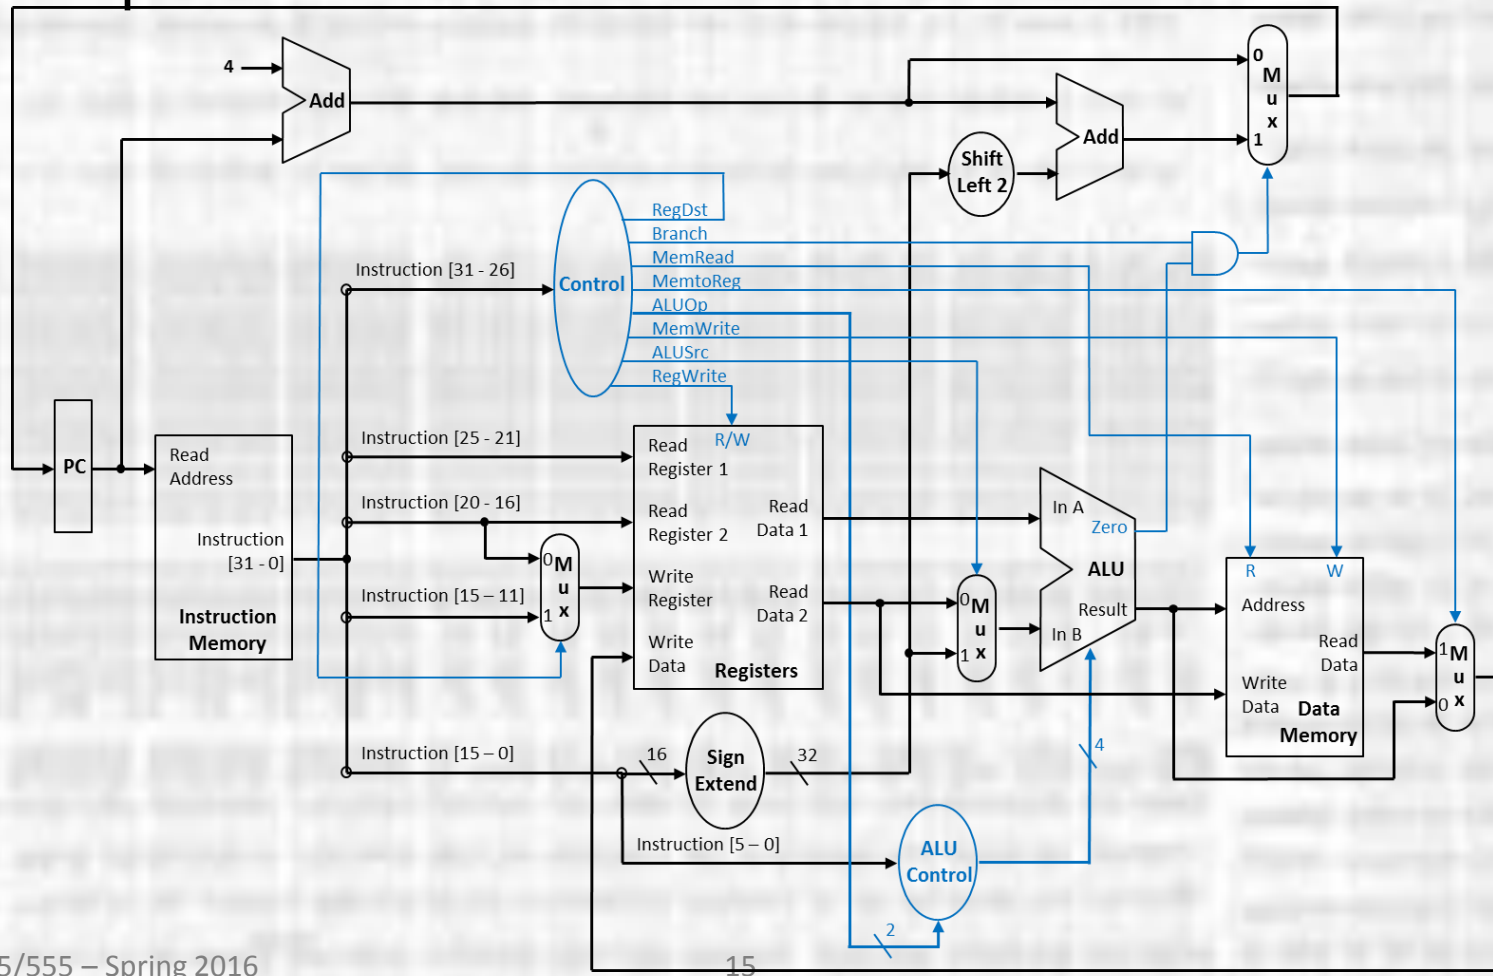 4
Add
0
M
u
x
1
Add
Shift
Left 2
RegDst
Branch
MemRead
MemtoReg
ALUOp
MemWrite
ALUSrc
RegWrite
Control
Instruction [31 - 26]
PC
Read
Address
Instruction
[31 - 0]
Instruction
Memory
Instruction [25 - 21]
Instruction [20 - 16]
Instruction [15 – 11]
0
M
u
x
1
R/W
Read
Register 1
Read
Register 2
Write
Register
Write
Data
Read
Data 1
Read
Data 2
Registers
0
M
u
x
1
In A
Zero
ALU
Result
In B
R
W
Address
Read
Data
Write
Data
Data
Memory
1
M
u
x
0
Instruction [15 – 0]
16
Sign
Extend
32
4
Instruction [5 – 0]
ALU
Control
2
5/555 – Spring 2016
15